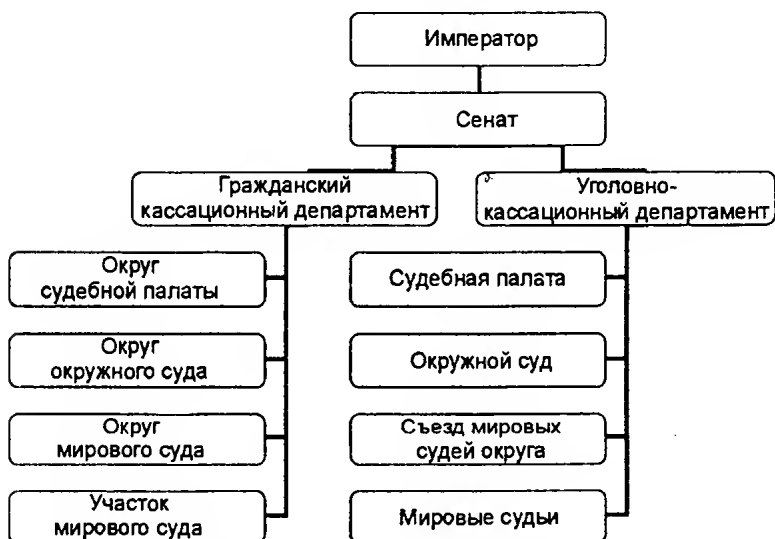 Император
Сенат
Гражданский
кассационный департамент
Уголовно-
кассационный департамент
Округ
судебной палаты
Судебная палата
Округ
окружного суда
Окружной суд
Округ
мирового суда
Съезд мировых
судей округа
Участок
мирового суда
Мировые судьи